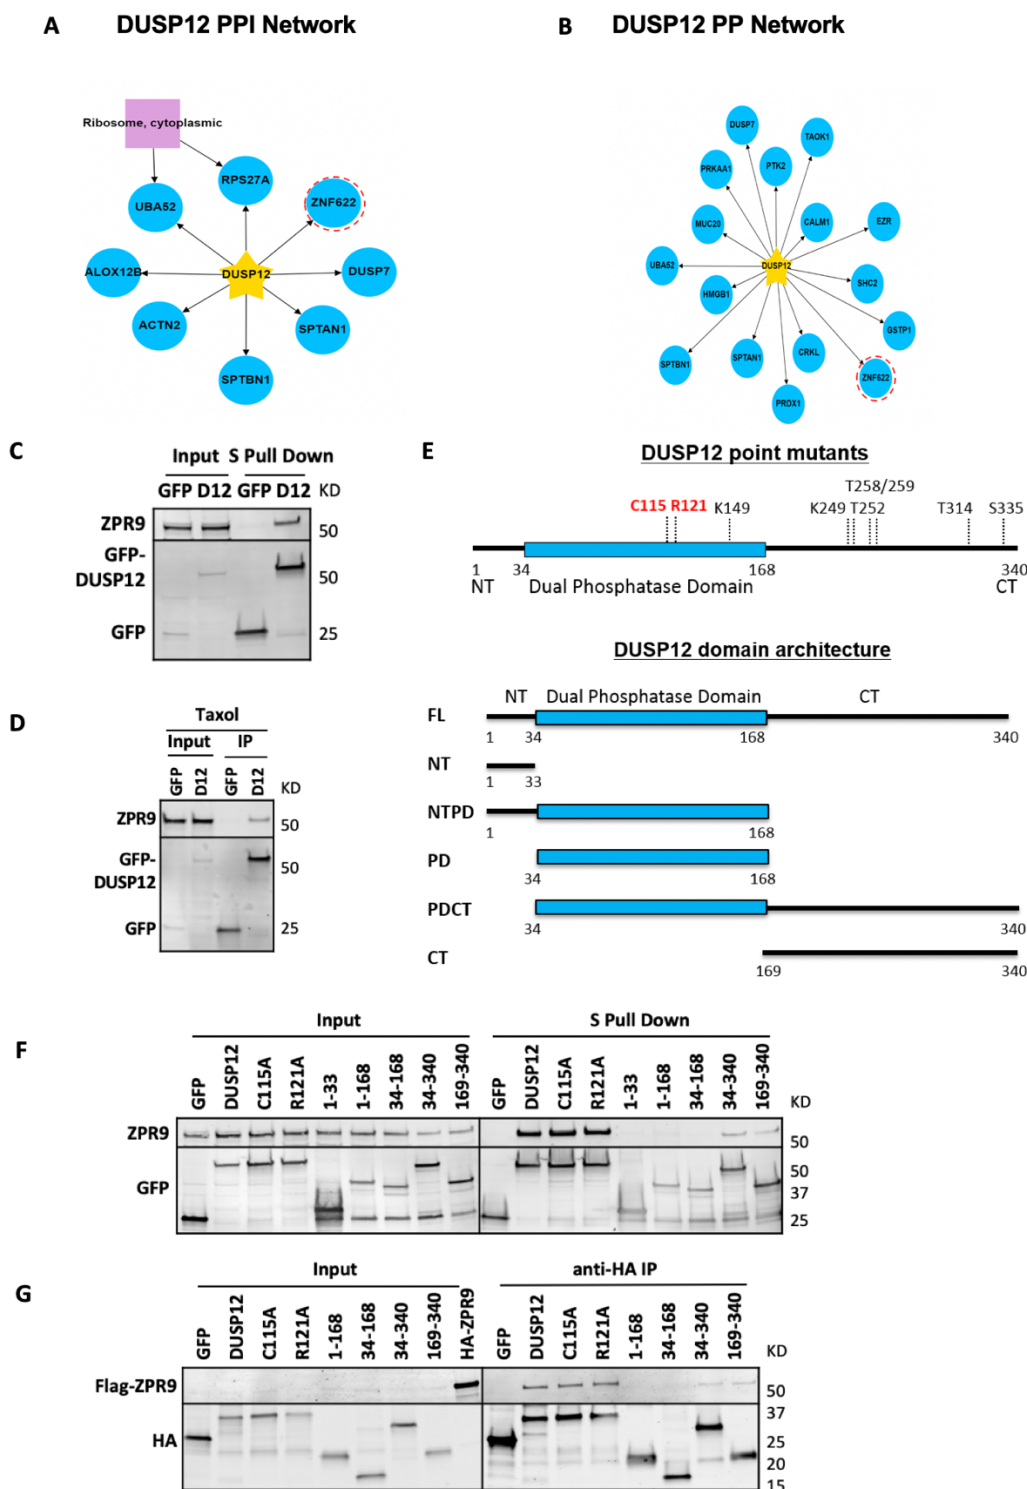 A DUSP12 PPI Network
Ribosome, cytoplasmic
RPS27A
UBA52
ZNF622
ALOX12B
DUSP12
DUSP7
ACTN2
SPTAN1
SPTBN1
B DUSP12 PP Network
DUSP7
TAOK1
PRKAA1
PTK2
MUC20
CALM1
EZR
UBA52
DUSP12
HMGB1
SHC2
GSTP1
SPTBN1
SPTAN1
CRKL
ZNF622
PRDX1
C
Input S Pull Down
GFP D12 GFP D12 KD
ZPR9 50
GFP-
DUSP12 50
GFP 25
D
Taxol
Input IP
GFP D12 GFP D12 KD
ZPR9 50
GFP- 50
DUSP12
GFP 25
E
DUSP12 point mutants
T258/259
C115 R121 K149 K249 T252 T314 S335
1 34 168 340
NT Dual Phosphatase Domain CT
DUSP12 domain architecture
NT Dual Phosphatase Domain CT
FL
1 34 168 340
NT
1 33
NTPD
1 168
PD
34 168
PDCT
34 340
CT
169 340
F
Input S Pull Down
GFP DUSP12 C115A R121A 1-33 1-168 34-168 34-340 169-340 GFP DUSP12 C115A R121A 1-33 1-168 34-168 34-340 169-340 KD
ZPR9 50
50
GFP 37
25
G
Input anti-HA IP
GFP DUSP12 C115A R121A 1-168 34-168 34-340 169-340 HA-ZPR9 GFP DUSP12 C115A R121A 1-168 34-168 34-340 169-340 KD
Flag-ZPR9 50
37
HA 25
20
15